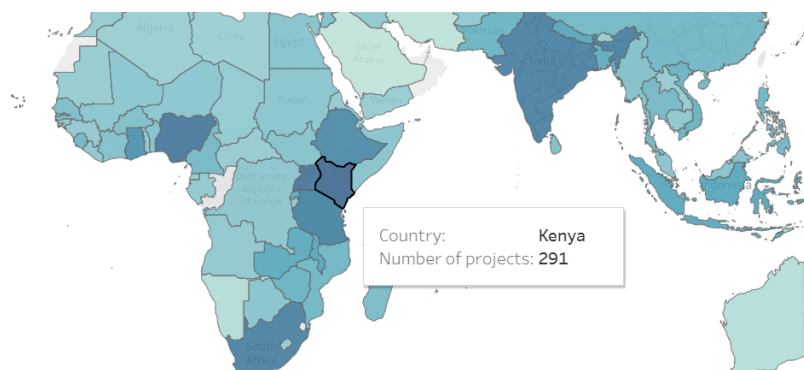 Algeria
Libya
Egypt
Saudi
Arabia
Pakistan
India
Sudan
Yemen
Democratic
Republic
of Congo
Indonesia
Country: Kenya
Number of projects: 291
South
Africa